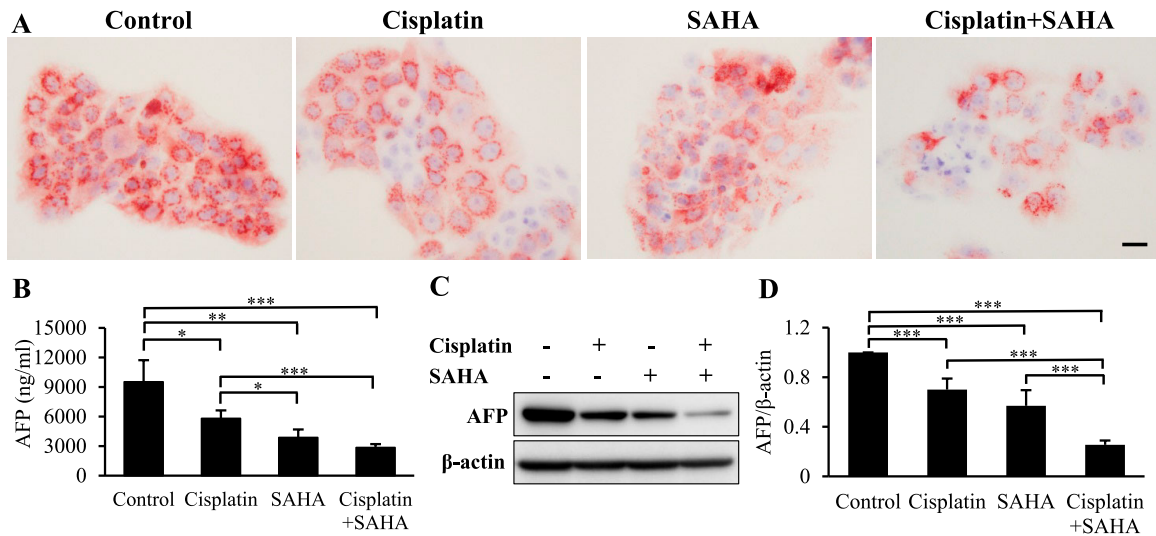 A Control Cisplatin SAHA Cisplatin+SAHA
B
AFP (ng/ml)
15000
12000
9000
6000
3000
0
***
**
*
***
*
Control Cisplatin SAHA Cisplatin
+SAHA
C
Cisplatin - + - +
SAHA - - + +
AFP
β-actin
D
AFP/β-actin
1.2
0.8
0.4
0
***
***
***
***
***
Control Cisplatin SAHA Cisplatin
+SAHA